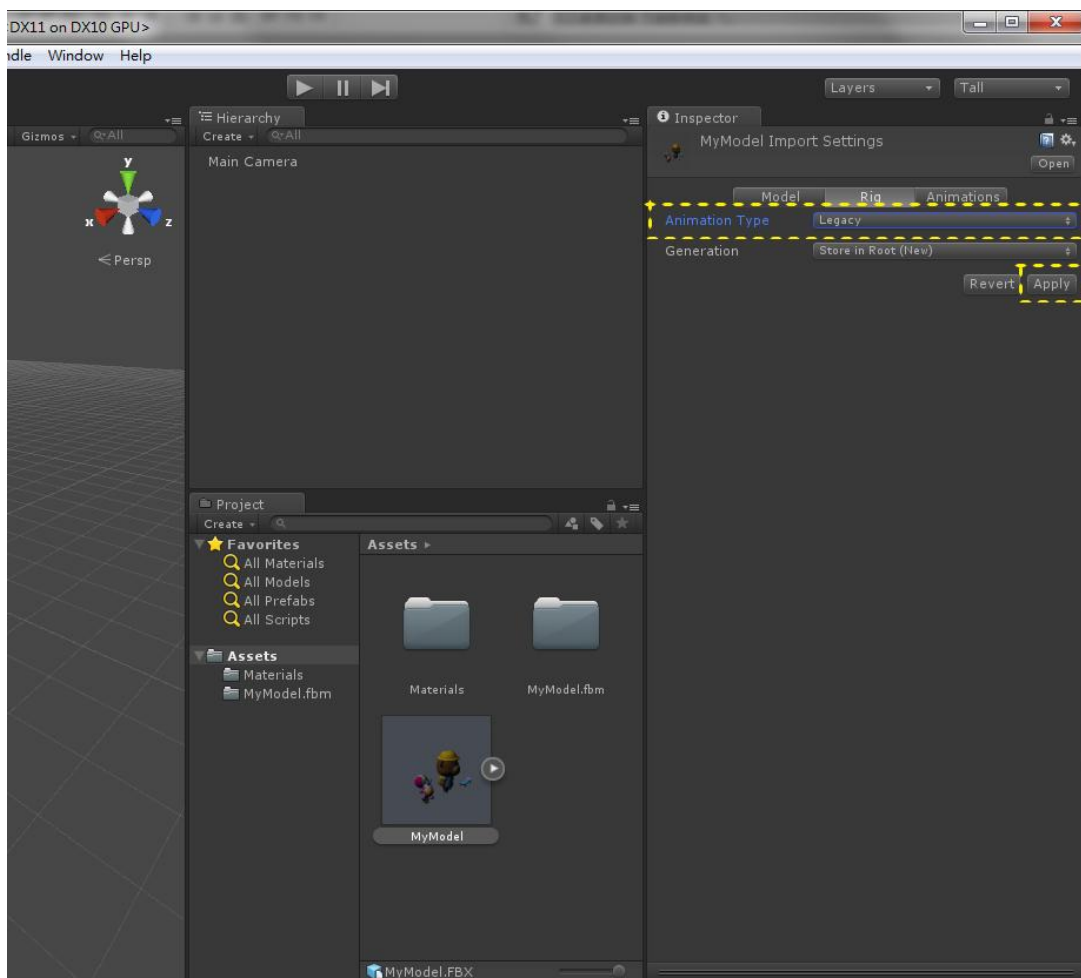 DX11 on DX10 GPU>
Window Help
Layers Tall
Hierarchy Inspector
Gizmos All Create All MyModel Import Settings
Main Camera Open
y
Model Rig Animations
x z Animation Type Legacy
Persp Generation Store in Root (New)
Revert Apply
Project
Create
Favorites Assets
All Materials
All Models
All Prefabs
All Scripts
Assets
Materials Materials MyModel.fbm
MyModel.fbm
MyModel
MyModel.FBX